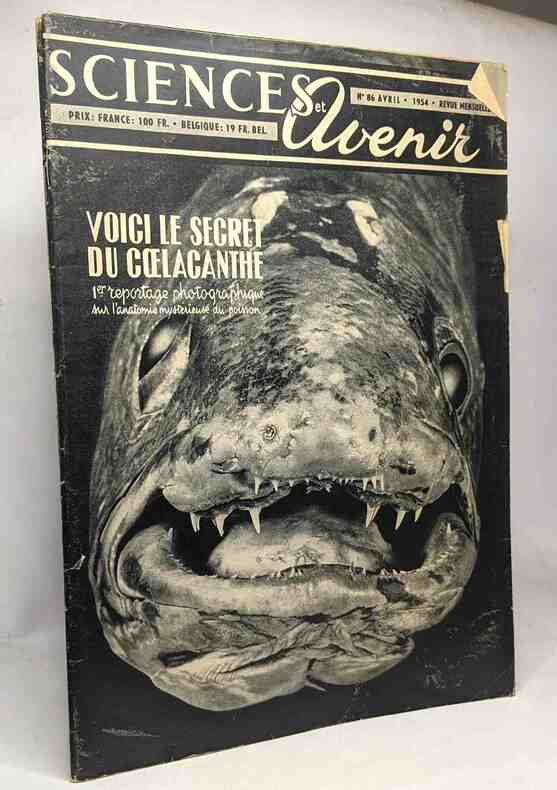 SCIENCES et Avenir
N° 86 AVRIL • 1954 • REVUE MENSUELLE
PRIX: FRANCE: 100 FR. • BELGIQUE: 19 FR. BEL.
VOICI LE SECRET
DU CŒLACANTHE
1er reportage photographique
sur l'anatomie mystérieuse du poisson